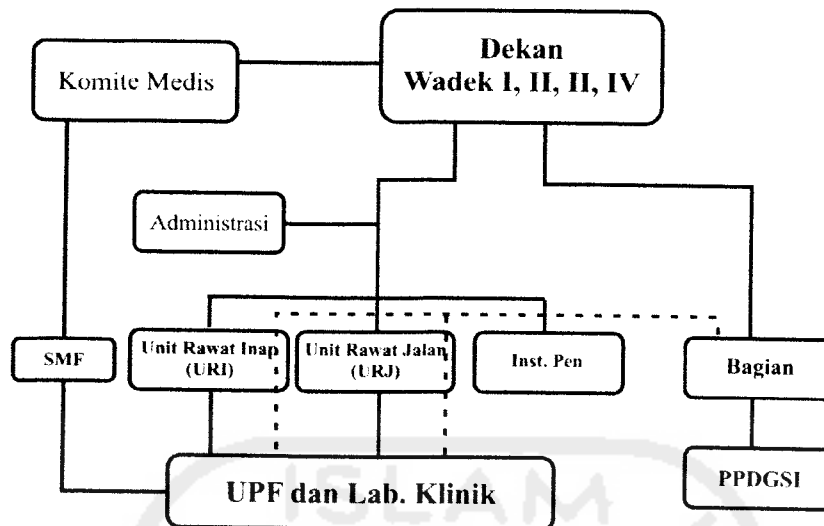 Dekan
Wadek I, II, II, IV
Komite Medis
Administrasi
SMF
Unit Rawat Inap
(URI)
Unit Rawat Jalan
(URJ)
Inst. Pen
Bagian
UPF dan Lab. Klinik
PPDGSI
ISLAM